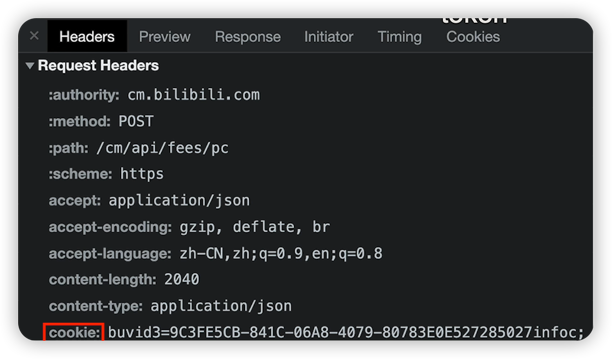 token
× Headers Preview Response Initiator Timing Cookies
▼ Request Headers
:authority: cm.bilibili.com
:method: POST
:path: /cm/api/fees/pc
:scheme: https
accept: application/json
accept-encoding: gzip, deflate, br
accept-language: zh-CN,zh;q=0.9,en;q=0.8
content-length: 2040
content-type: application/json
cookie: buvid3=9C3FE5CB-841C-06A8-4079-80783E0E527285027infoc;